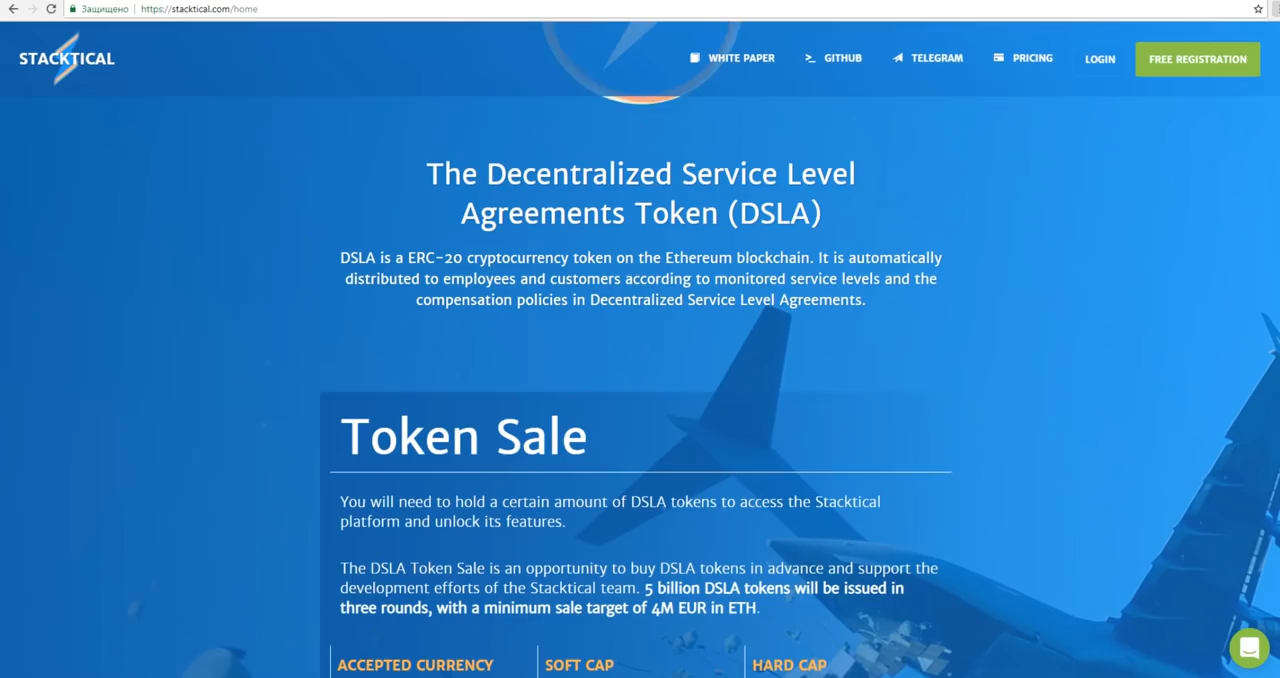 Защищено
https://stacktical.com/home
STACKTICAL
WHITE PAPER
GITHUB
TELEGRAM
PRICING
LOGIN
FREE REGISTRATION
The Decentralized Service Level
Agreements Token (DSLA)
DSLA is a ERC-20 cryptocurrency token on the Ethereum blockchain. It is automatically
distributed to employees and customers according to monitored service levels and the
compensation policies in Decentralized Service Level Agreements.
Token Sale
You will need to hold a certain amount of DSLA tokens to access the Stacktical
platform and unlock its features.
The DSLA Token Sale is an opportunity to buy DSLA tokens in advance and support the
development efforts of the Stacktical team. 5 billion DSLA tokens will be issued in
three rounds, with a minimum sale target of 4M EUR in ETH.
ACCEPTED CURRENCY
SOFT CAP
HARD CAP